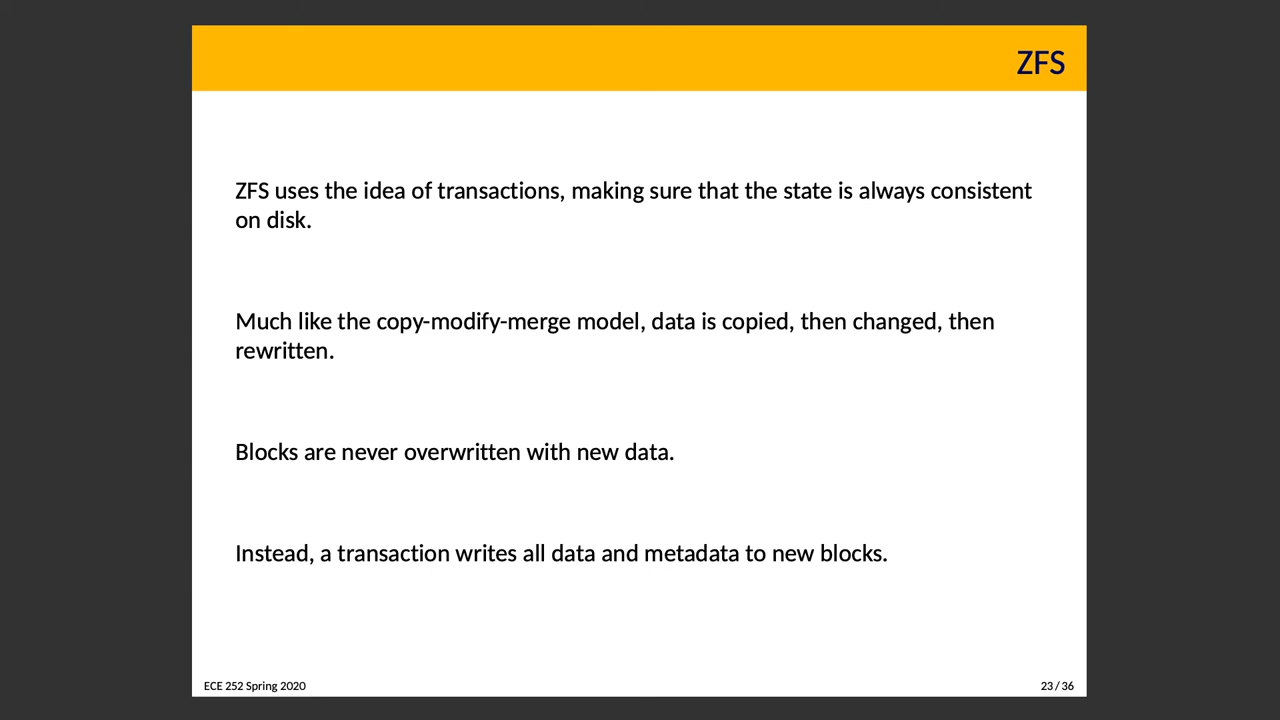 ZFS
ZFS uses the idea of transactions, making sure that the state is always consistent
on disk.
Much like the copy-modify-merge model, data is copied, then changed, then
rewritten.
Blocks are never overwritten with new data.
Instead, a transaction writes all data and metadata to new blocks.
ECE 252 Spring 2020
23 / 36